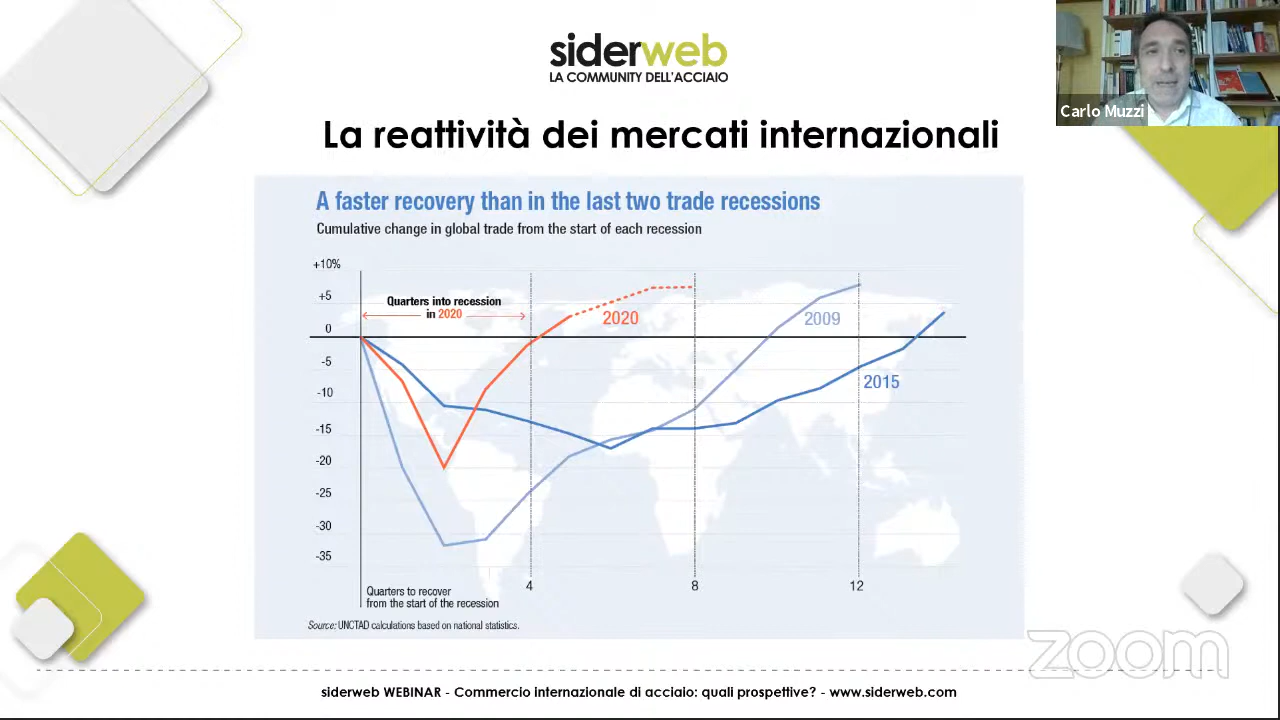 siderweb
LA COMMUNITY DELL'ACCIAIO
Carlo Muzzi
La reattività dei mercati internazionali
A faster recovery than in the last two trade recessions
Cumulative change in global trade from the start of each recession
+10%
+5
0
-5
-10
-15
-20
-25
-30
-35
Quarters into recession
in 2020
2020
2009
2015
4
8
12
Quarters to recover
from the start of the recession
Source: UNCTAD calculations based on national statistics.
zoom
siderweb WEBINAR - Commercio internazionale di acciaio: quali prospettive? - www.siderweb.com